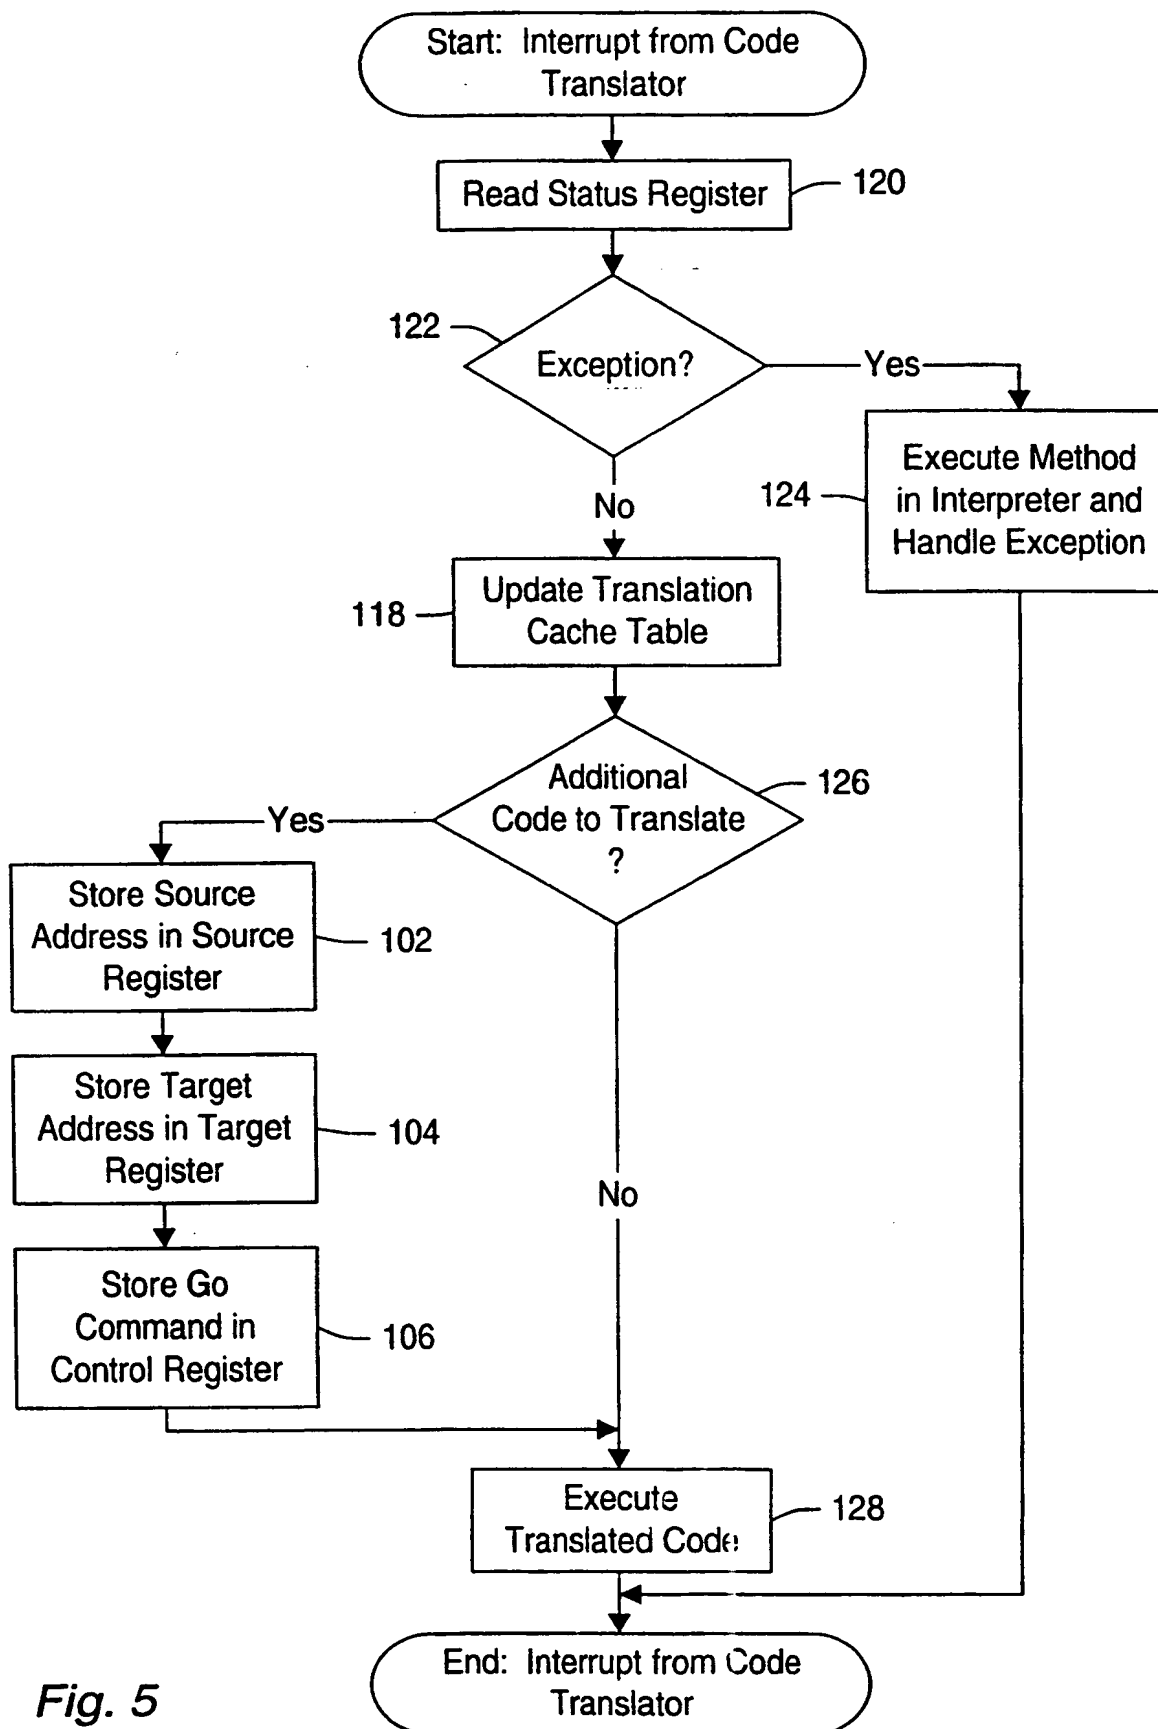 Start: Interrupt from Code
Translator
Read Status Register
120
122
Exception?
Yes
Execute Method
in Interpreter and
Handle Exception
124
No
Update Translation
Cache Table
118
Additional
Code to Translate
?
126
Yes
Store Source
Address in Source
Register
102
Store Target
Address in Target
Register
104
No
Store Go
Command in
Control Register
106
Execute
Translated Code
128
End: Interrupt from Code
Translator
Fig. 5